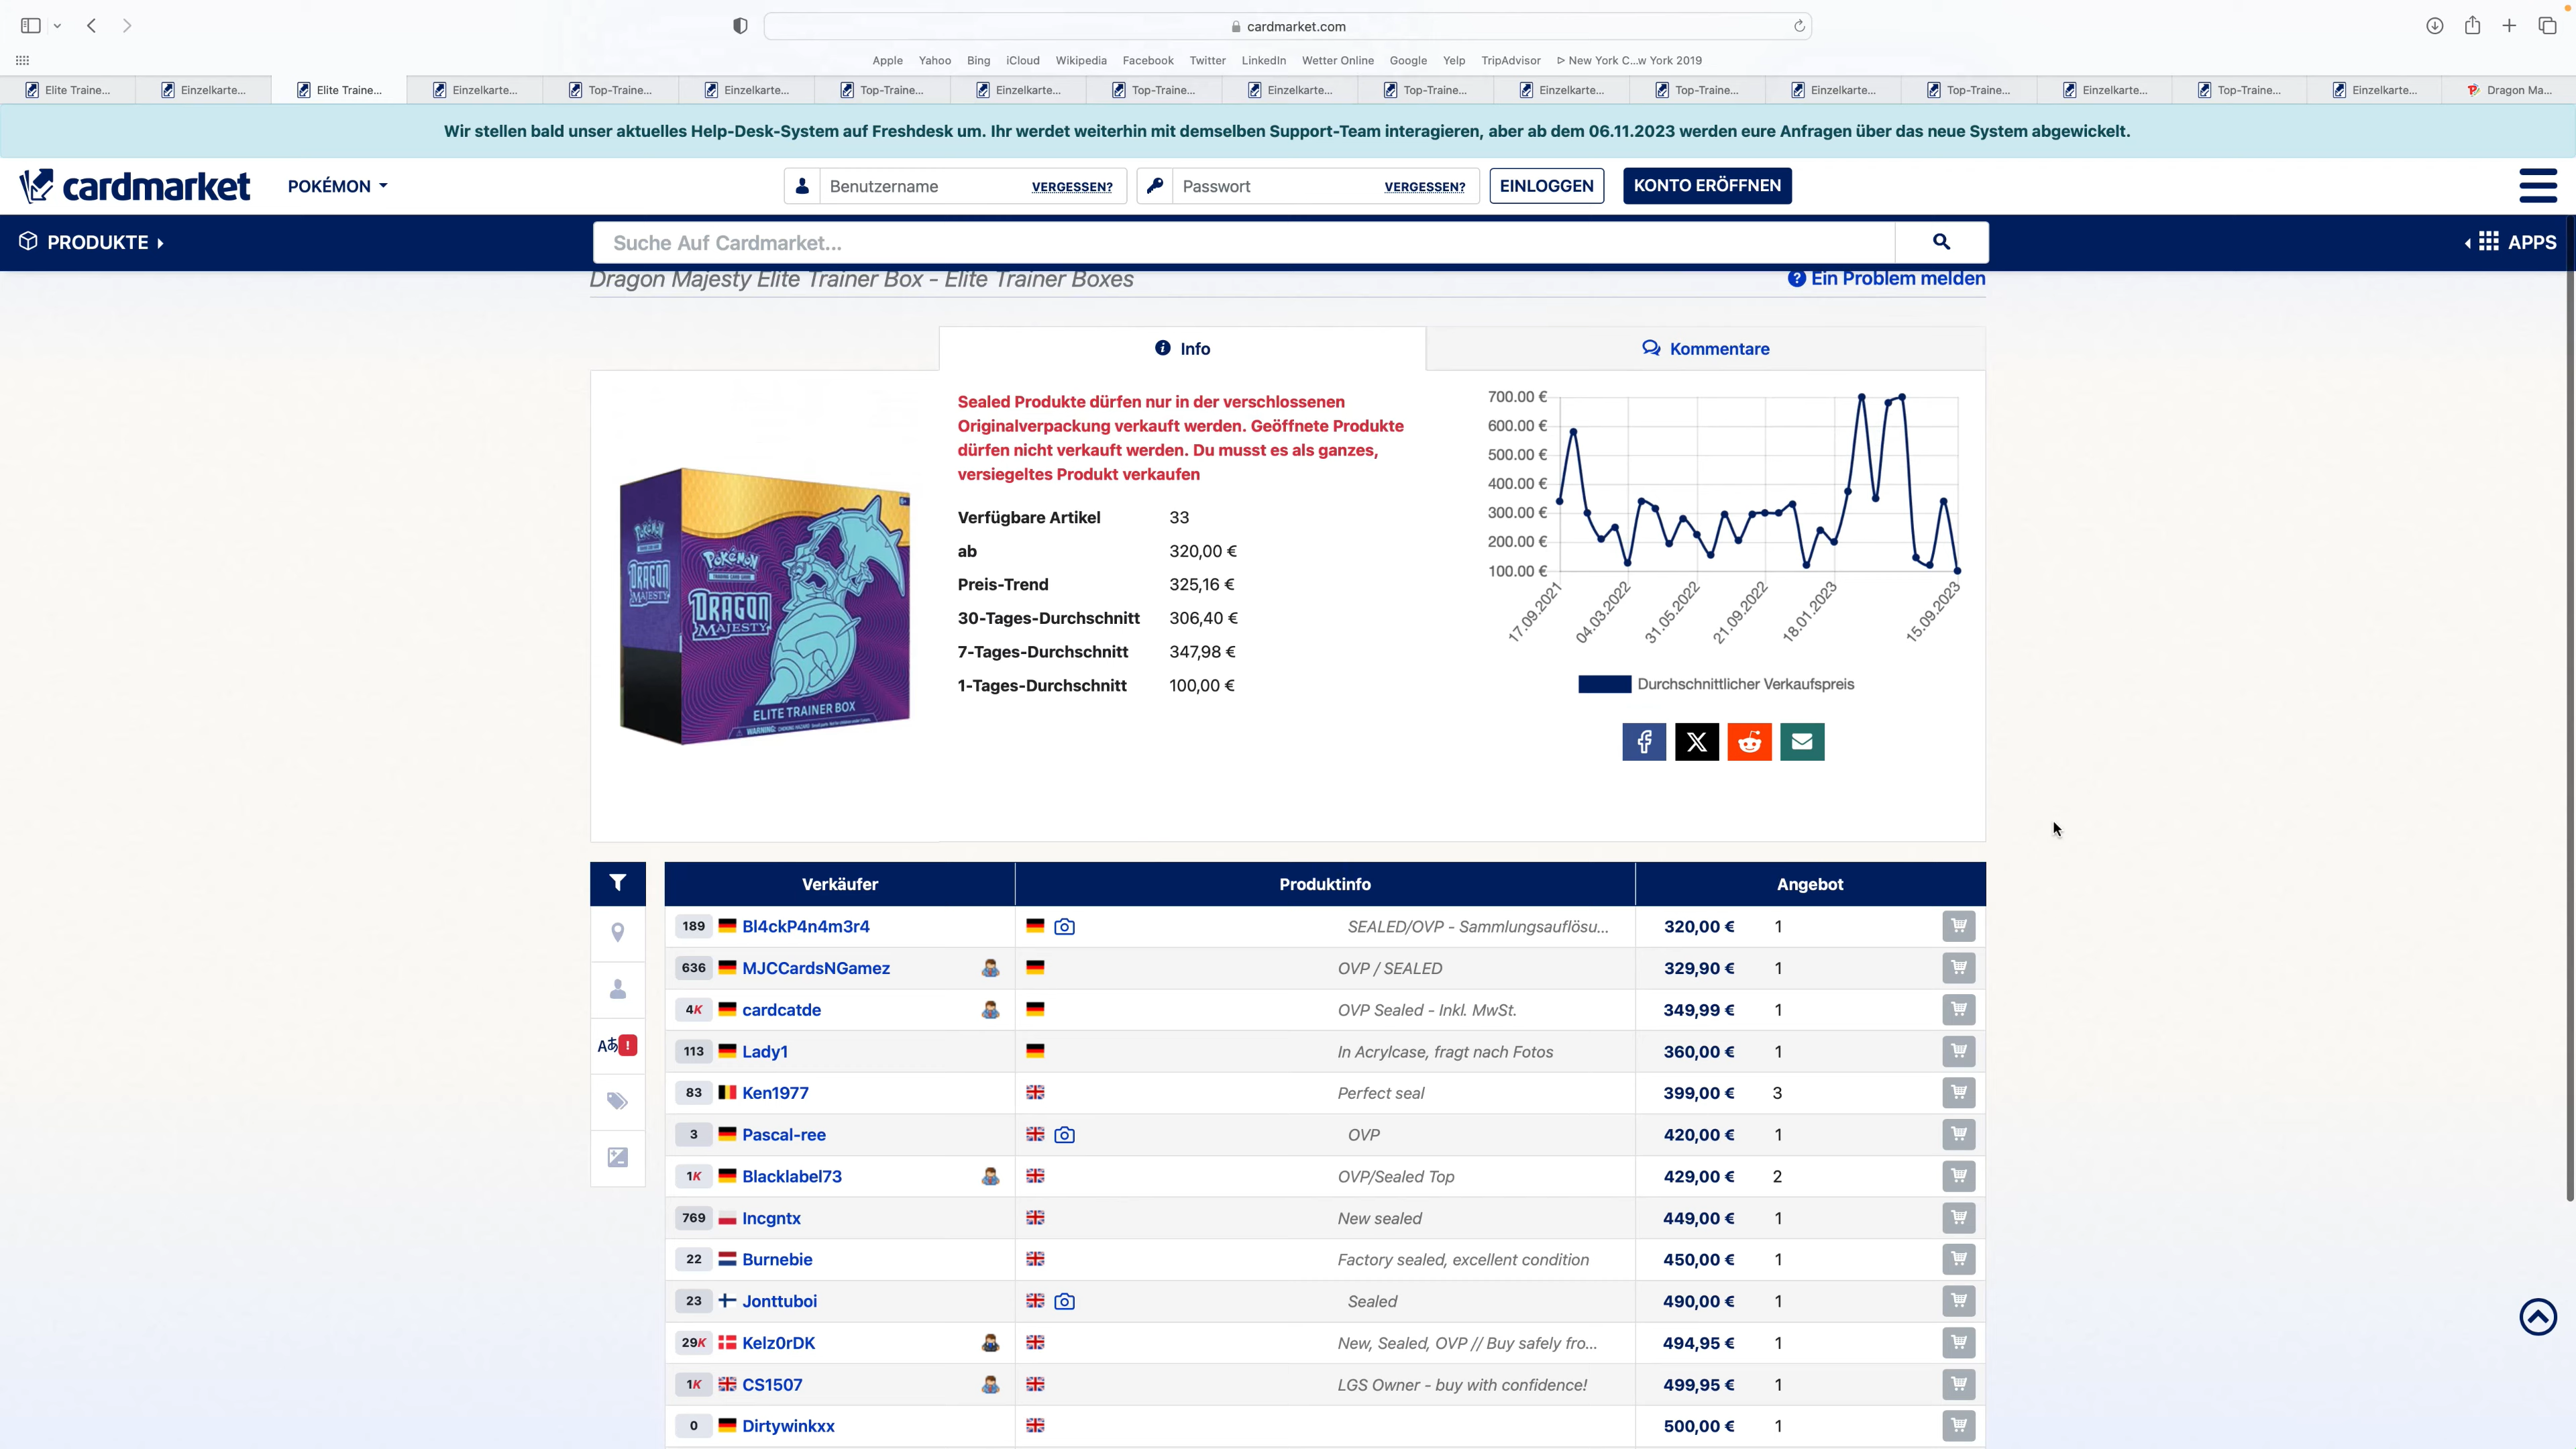 cardmarket.com
Apple Yahoo Bing iCloud Wikipedia Facebook Twitter LinkedIn Wetter Online Google Yelp TripAdvisor ᐅ New York C...w York 2019
Elite Traine... Einzelkarte... Elite Traine... Einzelkarte... Top-Traine... Einzelkarte... Top-Traine... Einzelkarte... Top-Traine... Einzelkarte... Top-Traine... Einzelkarte... Top-Traine... Einzelkarte... Top-Traine... Einzelkarte... Top-Traine... Einzelkarte... Dragon Ma...
Wir stellen bald unser aktuelles Help-Desk-System auf Freshdesk um. Ihr werdet weiterhin mit demselben Support-Team interagieren, aber ab dem 06.11.2023 werden eure Anfragen über das neue System abgewickelt.
cardmarket POKÉMON Benutzername VERGESSEN? Passwort VERGESSEN? EINLOGGEN KONTO ERÖFFNEN
PRODUKTE Suche Auf Cardmarket... APPS
Dragon Majesty Elite Trainer Box - Elite Trainer Boxes Ein Problem melden
Info Kommentare
Sealed Produkte dürfen nur in der verschlossenen
Originalverpackung verkauft werden. Geöffnete Produkte
dürfen nicht verkauft werden. Du musst es als ganzes,
versiegeltes Produkt verkaufen
Verfügbare Artikel 33
ab 320,00 €
Preis-Trend 325,16 €
30-Tages-Durchschnitt 306,40 €
7-Tages-Durchschnitt 347,98 €
1-Tages-Durchschnitt 100,00 €
POKÉMON
DRAGON
MAJESTY
POKÉMON
DRAGON
MAJESTY
ELITE TRAINER BOX
700.00 €
600.00 €
500.00 €
400.00 €
300.00 €
200.00 €
100.00 €
17.09.2021 04.03.2022 31.05.2022 21.09.2022 18.01.2023 15.09.2023
Durchschnittlicher Verkaufspreis
Verkäufer Produktinfo Angebot
189 Bl4ckP4n4m3r4 SEALED/OVP - Sammlungsauflösu... 320,00 € 1
636 MJCCardsNGamez OVP / SEALED 329,90 € 1
4K cardcatde OVP Sealed - Inkl. MwSt. 349,99 € 1
113 Lady1 In Acrylcase, fragt nach Fotos 360,00 € 1
83 Ken1977 Perfect seal 399,00 € 3
3 Pascal-ree OVP 420,00 € 1
1K Blacklabel73 OVP/Sealed Top 429,00 € 2
769 Incgntx New sealed 449,00 € 1
22 Burnebie Factory sealed, excellent condition 450,00 € 1
23 Jonttuboi Sealed 490,00 € 1
29K Kelz0rDK New, Sealed, OVP // Buy safely fro... 494,95 € 1
1K CS1507 LGS Owner - buy with confidence! 499,95 € 1
0 Dirtywinkxx 500,00 € 1
Aあ !